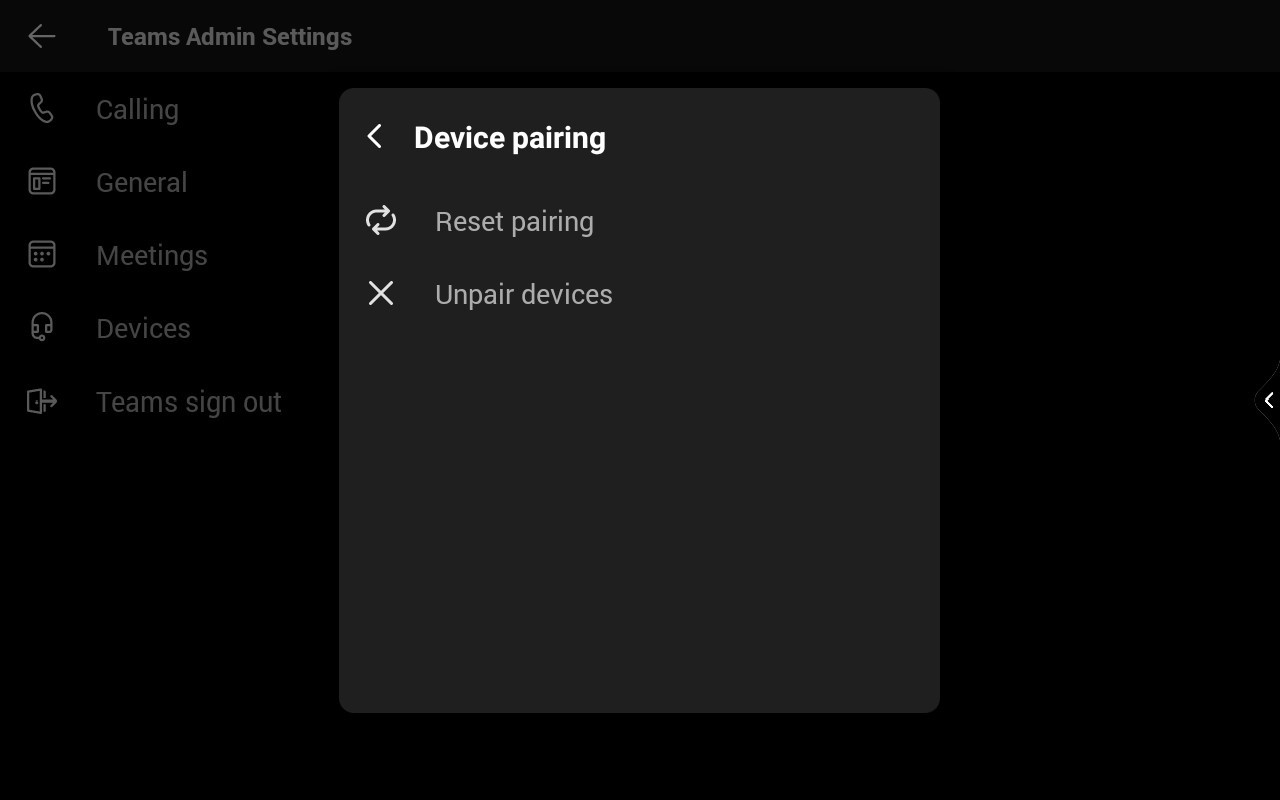 Teams Admin Settings
Calling
General
Meetings
Devices
Teams sign out
Device pairing
Reset pairing
Unpair devices